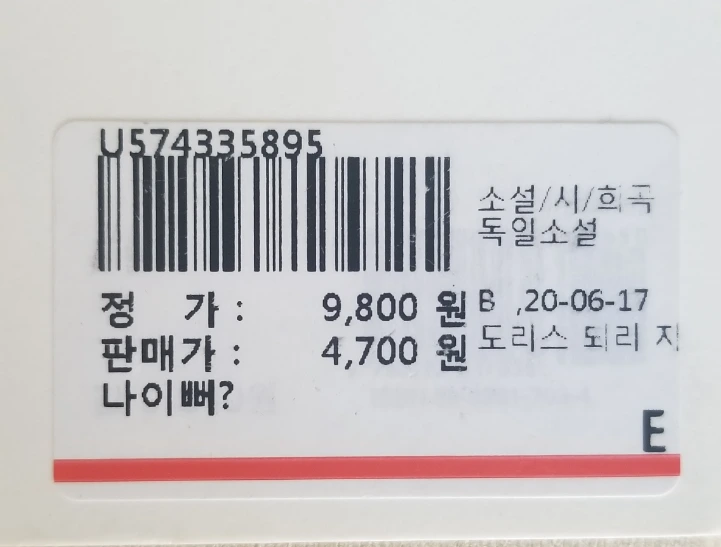 U574335895
소설/시/희곡
독일소설
정 가 : 9,800 원
B ,20-06-17
판매가 : 4,700 원
도리스 되리 지
나이뻐?
E